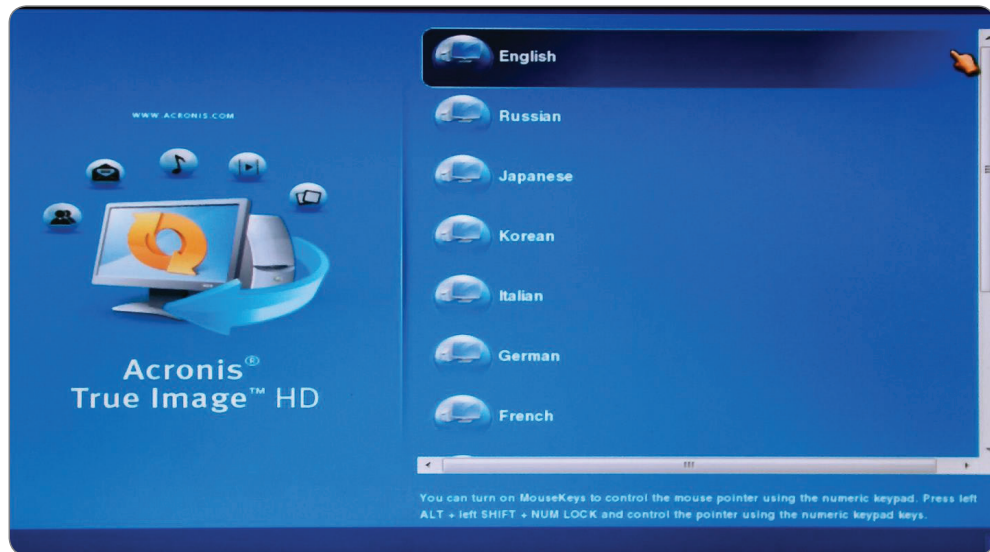 WWW.ACRONIS.COM
Acronis®
True Image™ HD
English
Russian
Japanese
Korean
Italian
German
French
You can turn on MouseKeys to control the mouse pointer using the numeric keypad. Press left
ALT + left SHIFT + NUM LOCK and control the pointer using the numeric keypad keys.